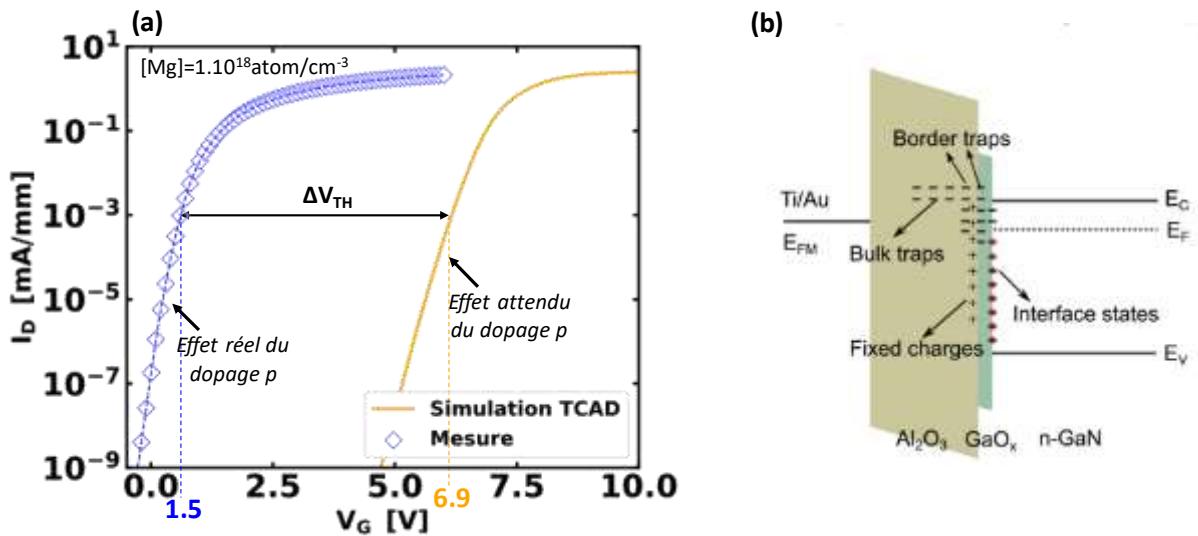 (a)
[Mg]=1.10¹⁸atom/cm⁻³
10¹
10⁻¹
10⁻³
10⁻⁵
10⁻⁷
10⁻⁹
I_D [mA/mm]
ΔV_TH
Effet réel du
dopage p
Effet attendu
du dopage p
Simulation TCAD
Mesure
0.0
2.5
5.0
7.5
10.0
1.5
6.9
V_G [V]
(b)
Border traps
Ti/Au
E_FM
Bulk traps
Fixed charges
Interface states
E_C
E_F
E_V
Al₂O₃ GaOₓ n-GaN